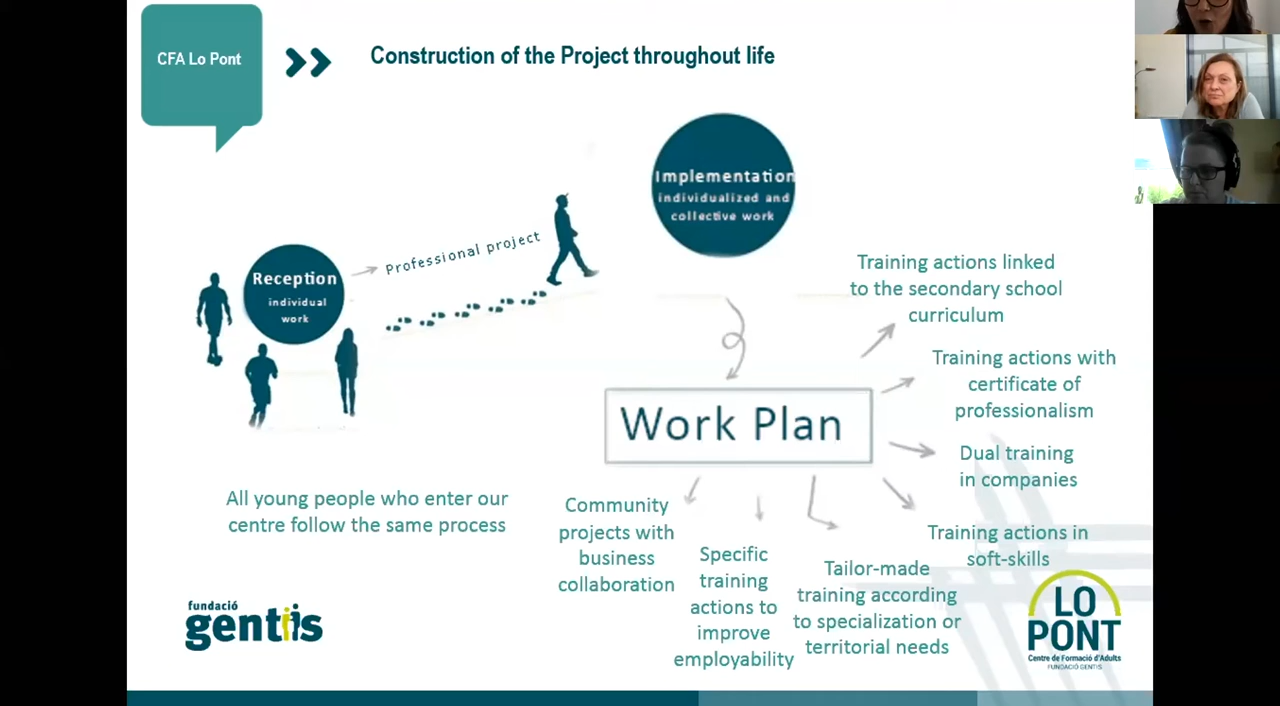 CFA Lo Pont
Construction of the Project throughout life
Implementation
individualized and
collective work
Professional project
Reception
individual
work
Training actions linked
to the secondary school
curriculum
Training actions with
certificate of
professionalism
Work Plan
Dual training
in companies
All young people who enter our
centre follow the same process
Community
projects with
business
collaboration
Specific
training
actions to
improve
employability
Tailor-made
training according
to specialization or
territorial needs
Training actions in
soft-skills
fundació
gentis
LO
PONT
Centre de Formació d'Adults
FUNDACIÓ GENTIS